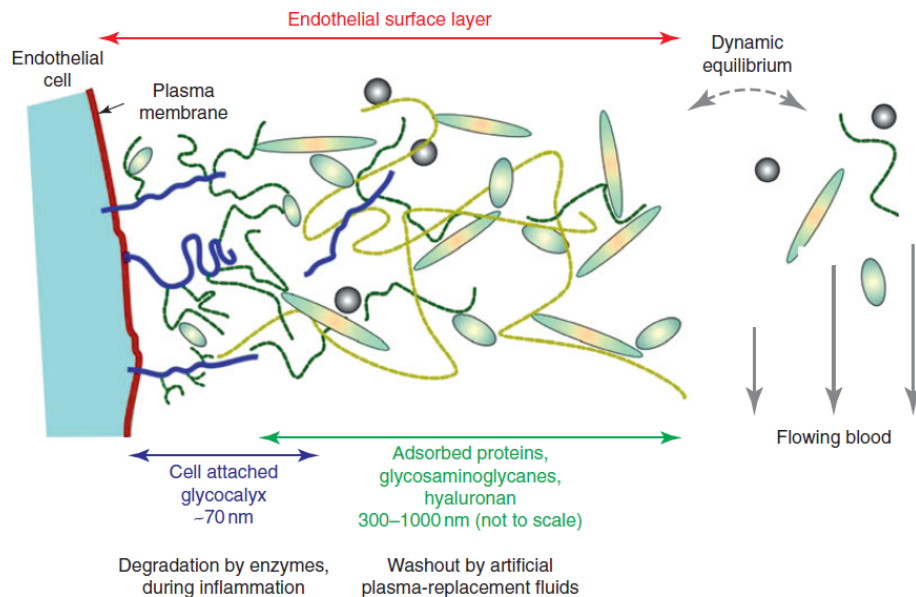 Endothelial surface layer
Endothelial
cell
Plasma
membrane
Dynamic
equilibrium
Flowing blood
Cell attached
glycocalyx
~70 nm
Adsorbed proteins,
glycosaminoglycanes,
hyaluronan
300–1000 nm (not to scale)
Degradation by enzymes,
during inflammation
Washout by artificial
plasma-replacement fluids